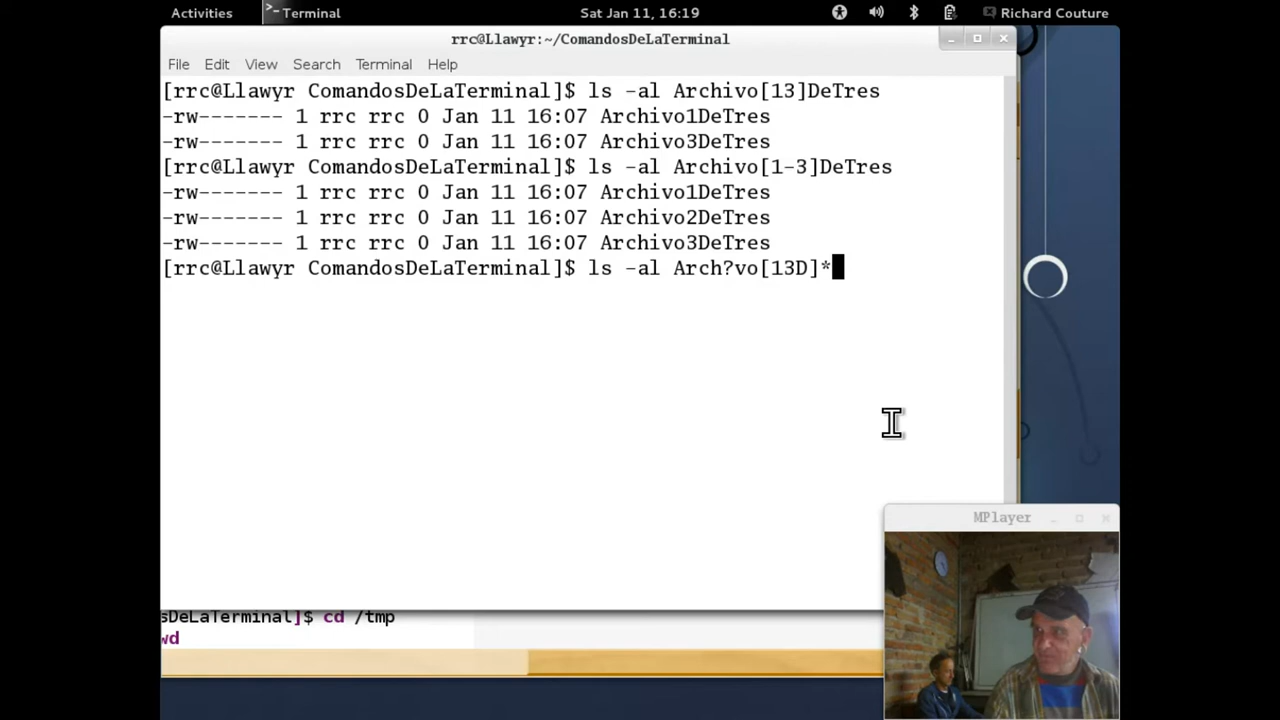 Activities Terminal Sat Jan 11, 16:19 Richard Couture
rrc@Llawyr:~/ComandosDeLaTerminal
File Edit View Search Terminal Help
[rrc@Llawyr ComandosDeLaTerminal]$ ls -al Archivo[13]DeTres
-rw------- 1 rrc rrc 0 Jan 11 16:07 Archivo1DeTres
-rw------- 1 rrc rrc 0 Jan 11 16:07 Archivo3DeTres
[rrc@Llawyr ComandosDeLaTerminal]$ ls -al Archivo[1-3]DeTres
-rw------- 1 rrc rrc 0 Jan 11 16:07 Archivo1DeTres
-rw------- 1 rrc rrc 0 Jan 11 16:07 Archivo2DeTres
-rw------- 1 rrc rrc 0 Jan 11 16:07 Archivo3DeTres
[rrc@Llawyr ComandosDeLaTerminal]$ ls -al Arch?vo[13D]*
MPlayer
sDeLaTerminal]$ cd /tmp
wd